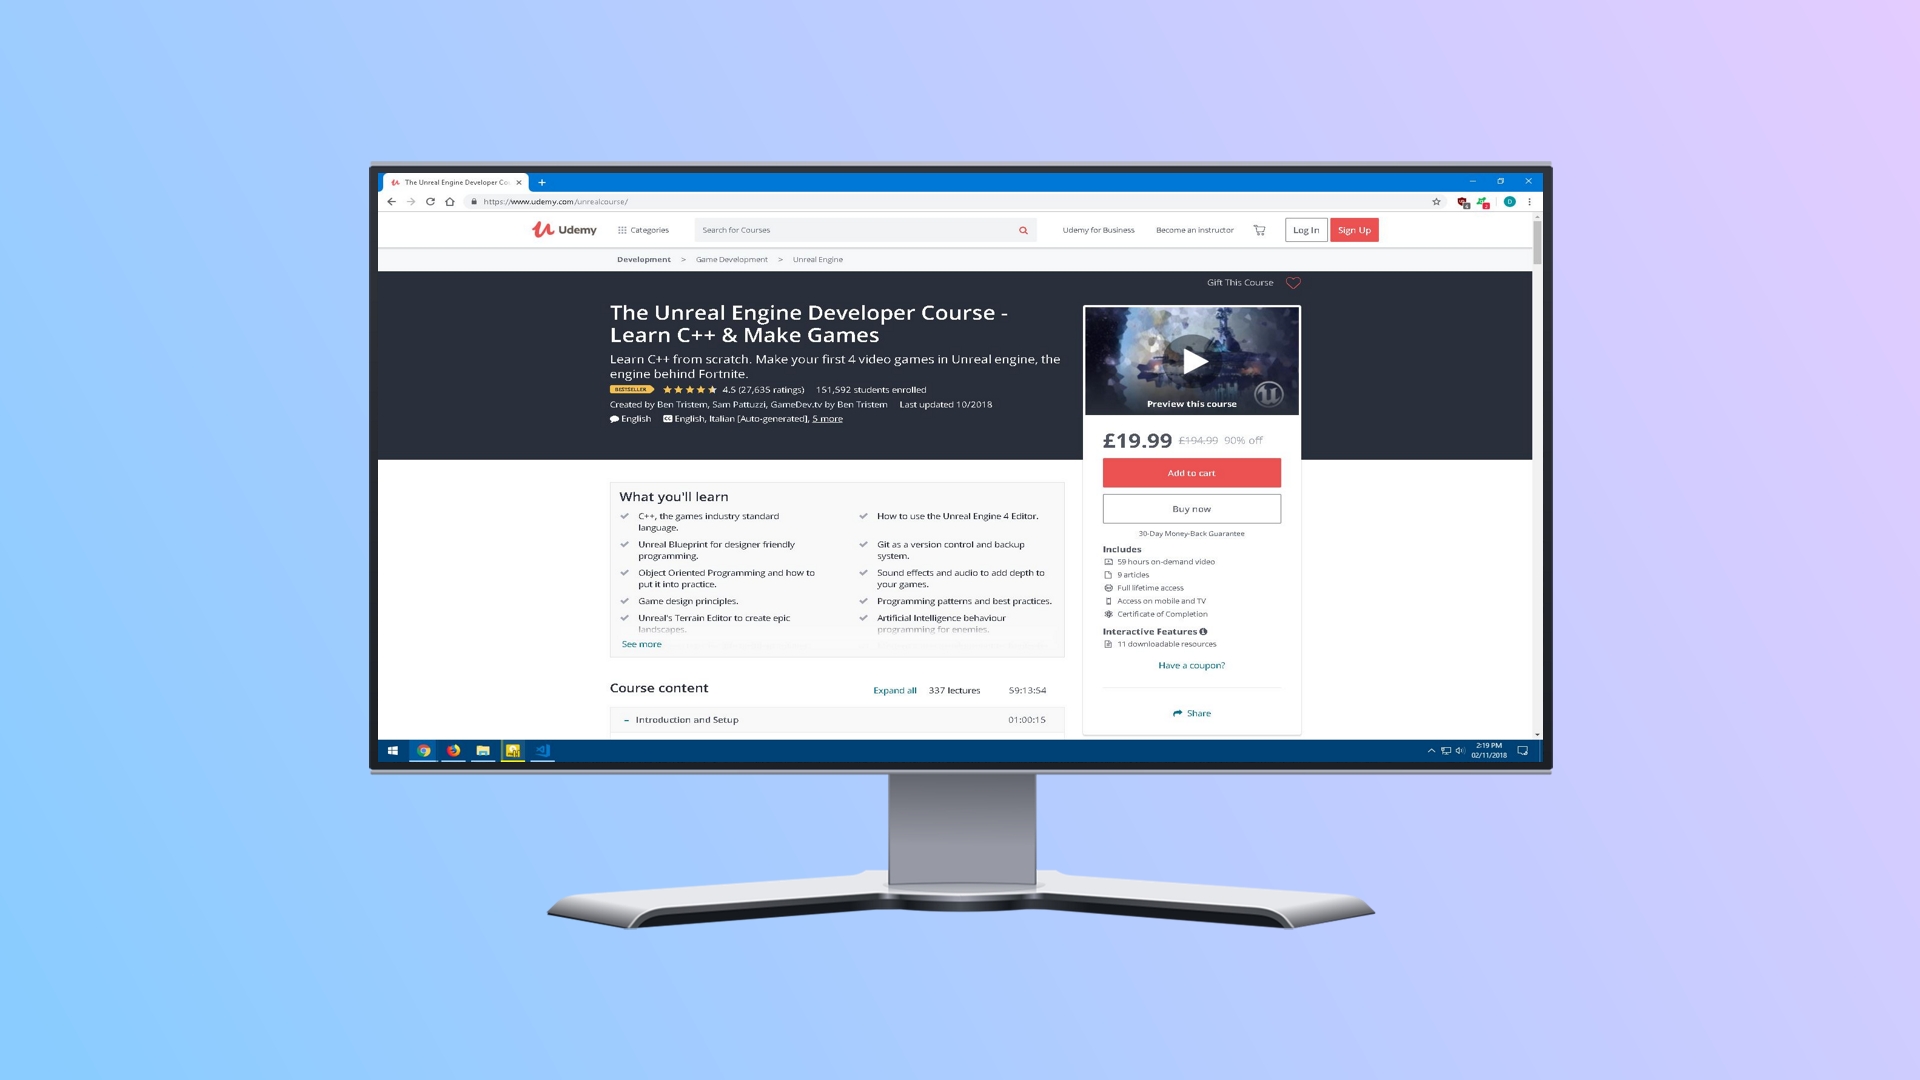 The Unreal Engine Developer Co
https://www.udemy.com/unrealcourse/
Udemy
Categories
Search for Courses
Udemy for Business
Become an instructor
Log In
Sign Up
Development > Game Development > Unreal Engine
Gift This Course
The Unreal Engine Developer Course -
Learn C++ & Make Games
Learn C++ from scratch. Make your first 4 video games in Unreal engine, the
engine behind Fortnite.
BESTSELLER 4.5 (27,635 ratings) 151,592 students enrolled
Created by Ben Tristem, Sam Pattuzzi, GameDev.tv by Ben Tristem Last updated 10/2018
English English, Italian [Auto-generated], 5 more
Preview this course
£19.99 £194.99 90% off
Add to cart
Buy now
30-Day Money-Back Guarantee
Includes
59 hours on-demand video
9 articles
Full lifetime access
Access on mobile and TV
Certificate of Completion
Interactive Features
11 downloadable resources
Have a coupon?
Share
What you'll learn
C++, the games industry standard
language.
Unreal Blueprint for designer friendly
programming.
Object Oriented Programming and how to
put it into practice.
Game design principles.
Unreal's Terrain Editor to create epic
landscapes.
How to use the Unreal Engine 4 Editor.
Git as a version control and backup
system.
Sound effects and audio to add depth to
your games.
Programming patterns and best practices.
Artificial Intelligence behaviour
programming for enemies.
See more
Course content
Expand all 337 lectures 59:13:54
Introduction and Setup 01:00:15
2:19 PM
02/11/2018